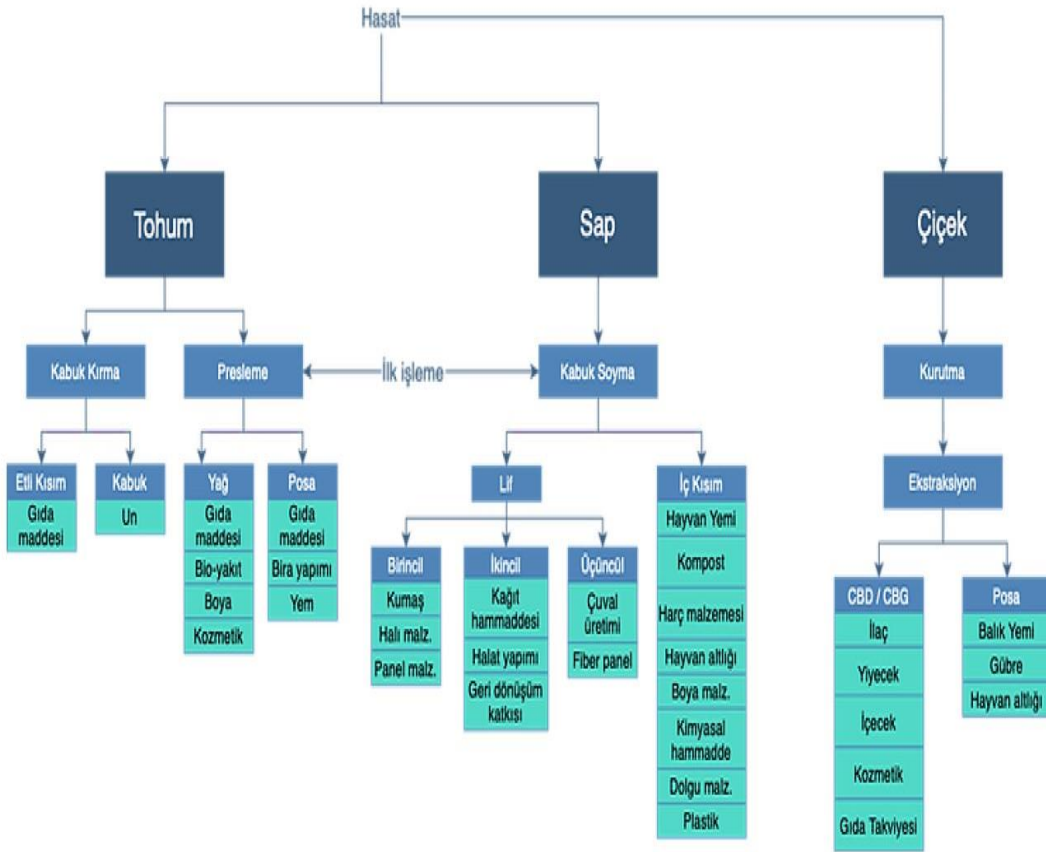 Hasat
Tohum
Sap
Çiçek
Kabuk Kırma
Presleme
İlk işleme
Kabuk Soyma
Kurutma
Etli Kısım
Gıda
maddesi
Kabuk
Un
Yağ
Gıda
maddesi
Bio-yakıt
Boya
Kozmetik
Posa
Gıda
maddesi
Bira yapımı
Yem
Lif
Birincil
Kumaş
Halı malz.
Panel malz.
İkincil
Kağıt
hammaddesi
Halat yapımı
Geri dönüşüm
katkısı
Üçüncül
Çuval
üretimi
Fiber panel
İç Kısım
Hayvan Yemi
Kompost
Harç malzemesi
Hayvan altlığı
Boya malz.
Kimyasal
hammadde
Dolgu malz.
Plastik
Ekstraksiyon
CBD / CBG
İlaç
Yiyecek
İçecek
Kozmetik
Gıda Takviyesi
Posa
Balık Yemi
Gübre
Hayvan altlığı